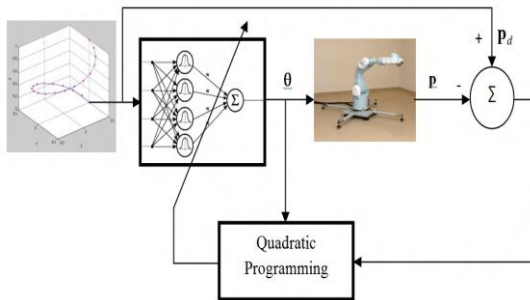 +
P_d
θ
P
-
Σ
Σ
Quadratic
Programming